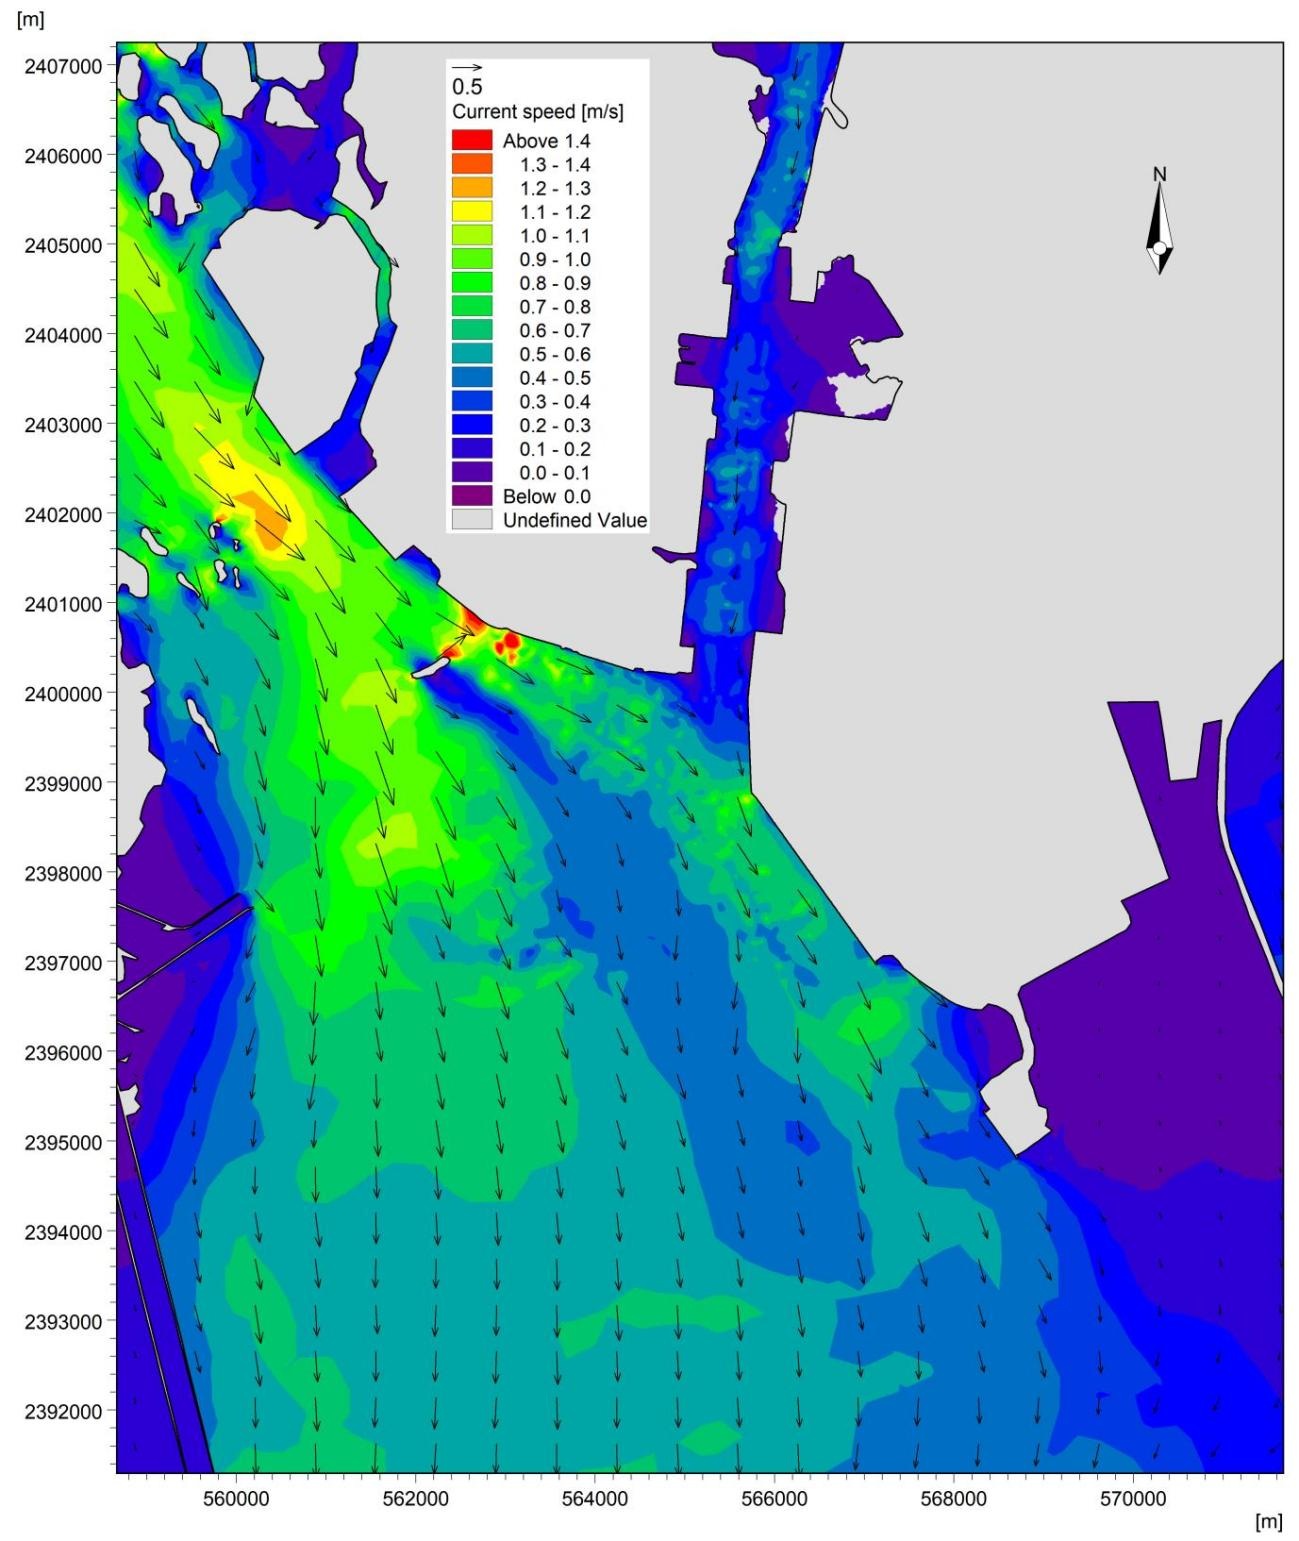 [m]
2407000
2406000
2405000
2404000
2403000
2402000
2401000
2400000
2399000
2398000
2397000
2396000
2395000
2394000
2393000
2392000
0.5
Current speed [m/s]
Above 1.4
1.3 - 1.4
1.2 - 1.3
1.1 - 1.2
1.0 - 1.1
0.9 - 1.0
0.8 - 0.9
0.7 - 0.8
0.6 - 0.7
0.5 - 0.6
0.4 - 0.5
0.3 - 0.4
0.2 - 0.3
0.1 - 0.2
0.0 - 0.1
Below 0.0
Undefined Value
N
560000 562000 564000 566000 568000 570000
[m]